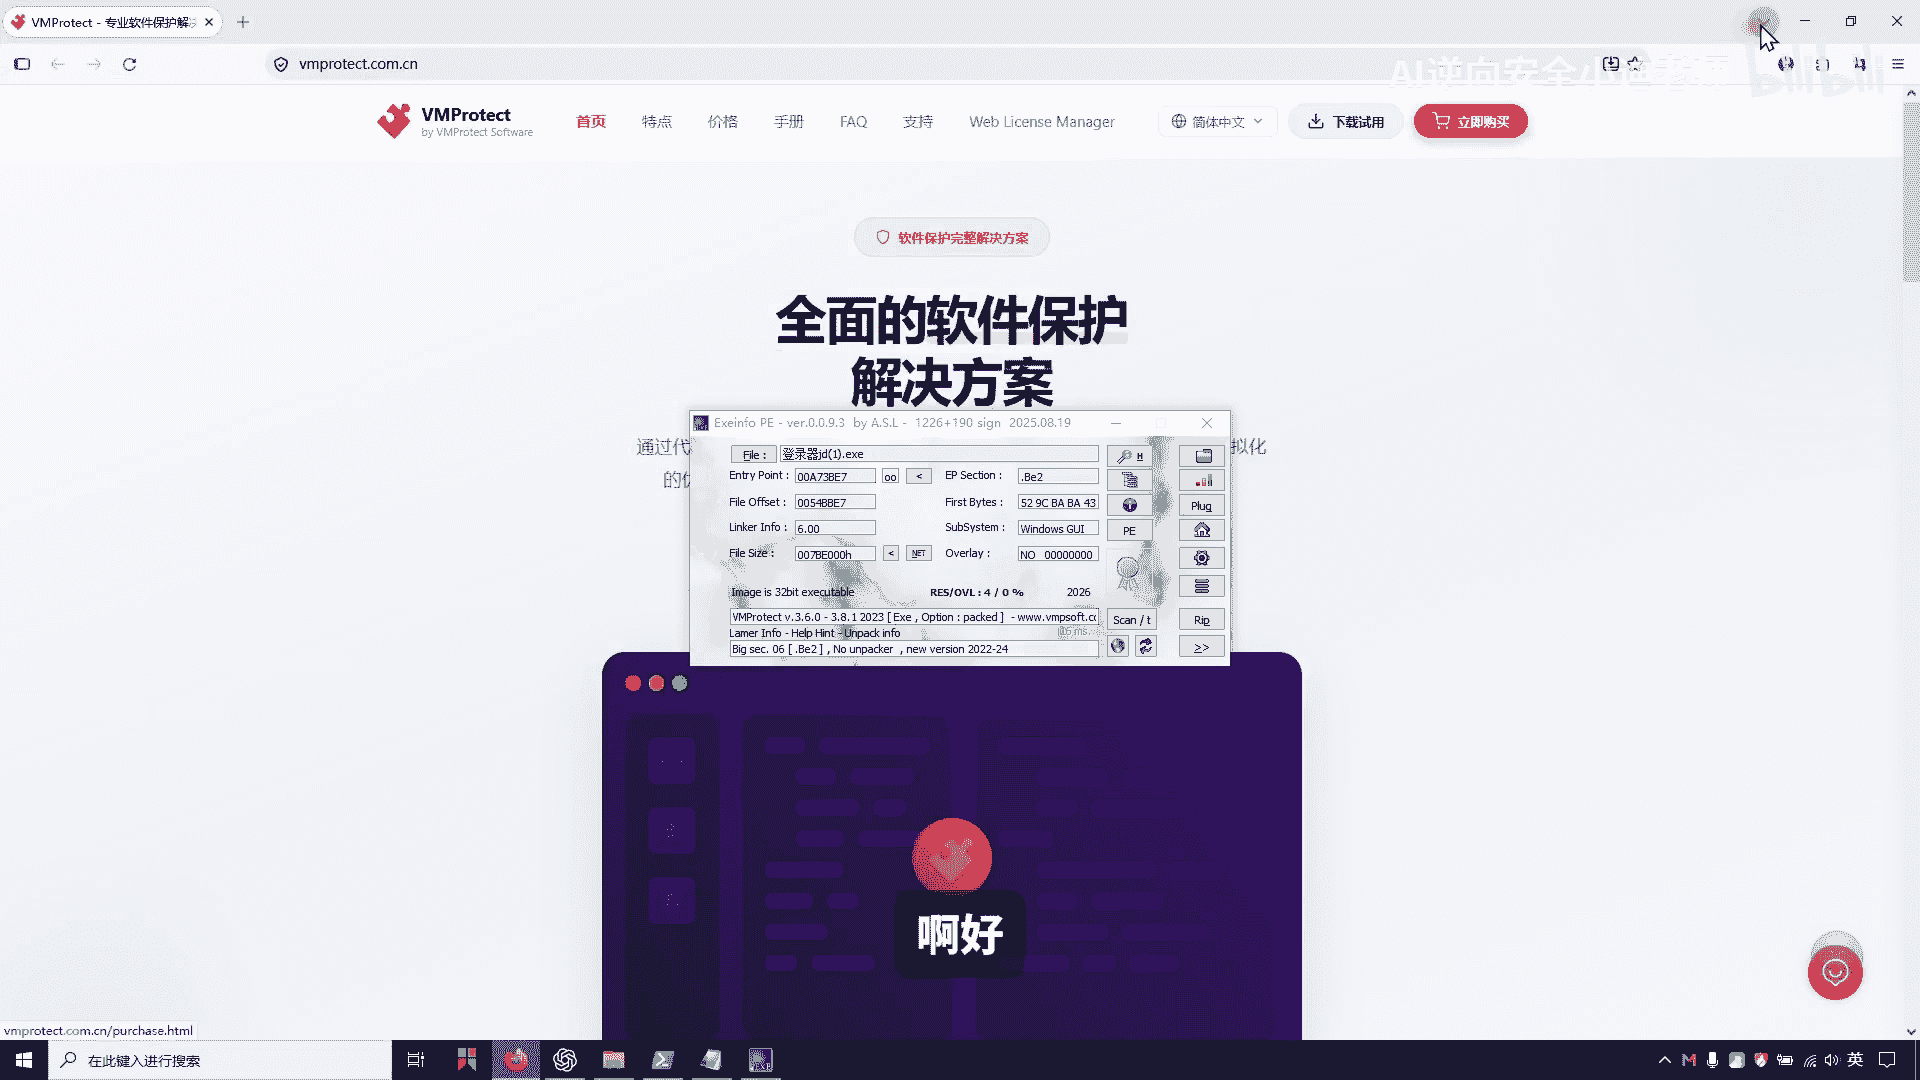 VMProtect - 专业软件保护解
vmprotect.com.cn
AI逆向安全小
bilibili
VMProtect
by VMProtect Software
首页
特点
价格
手册
FAQ
支持
Web License Manager
简体中文
下载试用
立即购买
软件保护完整解决方案
全面的软件保护
解决方案
通过代
拟化
的
Exeinfo PE - ver.0.0.9.3 by A.S.L - 1226+190 sign 2025.08.19
File :
登录器jd(1).exe
H
Entry Point :
00A73BE7
oo
<
EP Section :
.Be2
File Offset :
0054BBE7
First Bytes :
52 9C BA BA 43
Plug
Linker Info :
6.00
SubSystem :
Windows GUI
PE
File Size :
007BE000h
<
NET
Overlay :
NO 00000000
Image is 32bit executable
RES/OVL : 4 / 0 %
2026
VMProtect v.3.6.0 - 3.8.1 2023 [ Exe , Option : packed ] - www.vmpsoft.cc
Scan / t
Rip
Lamer Info - Help Hint - Unpack info
Big sec. 06 [ .Be2 ] , No unpacker , new version 2022-24
>>
啊好
vmprotect.com.cn/purchase.html
在此键入进行搜索
英